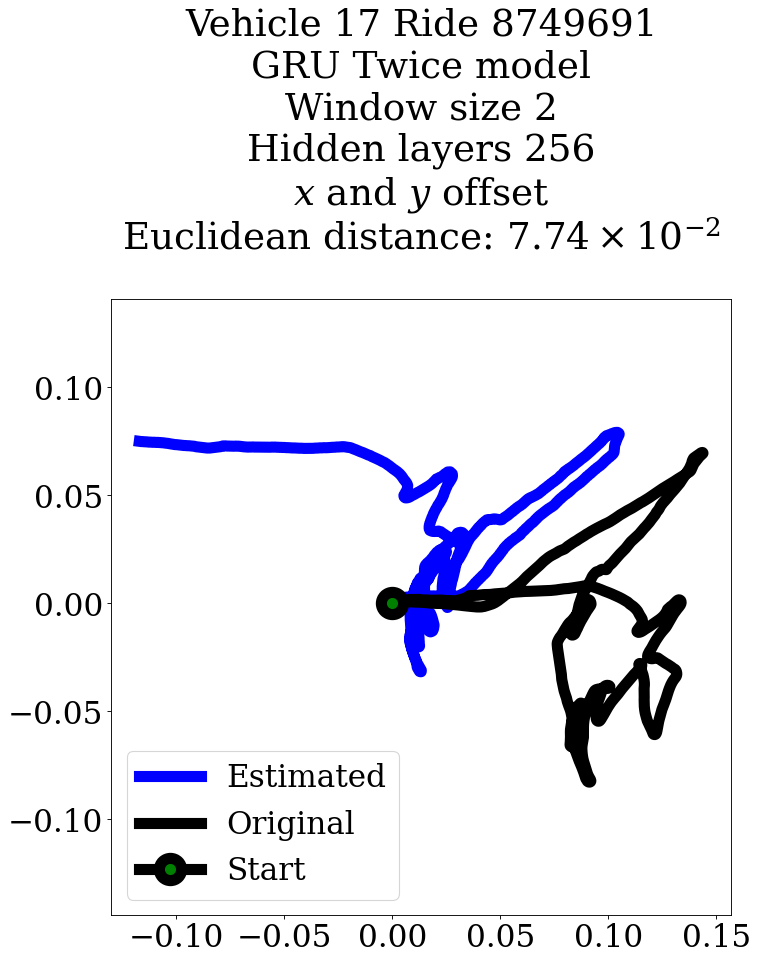 Vehicle 17 Ride 8749691
GRU Twice model
Window size 2
Hidden layers 256
x and y offset
Euclidean distance: 7.74 × 10⁻²
0.10
0.05
0.00
−0.05
−0.10
Estimated
Original
Start
−0.10 −0.05 0.00 0.05 0.10 0.15